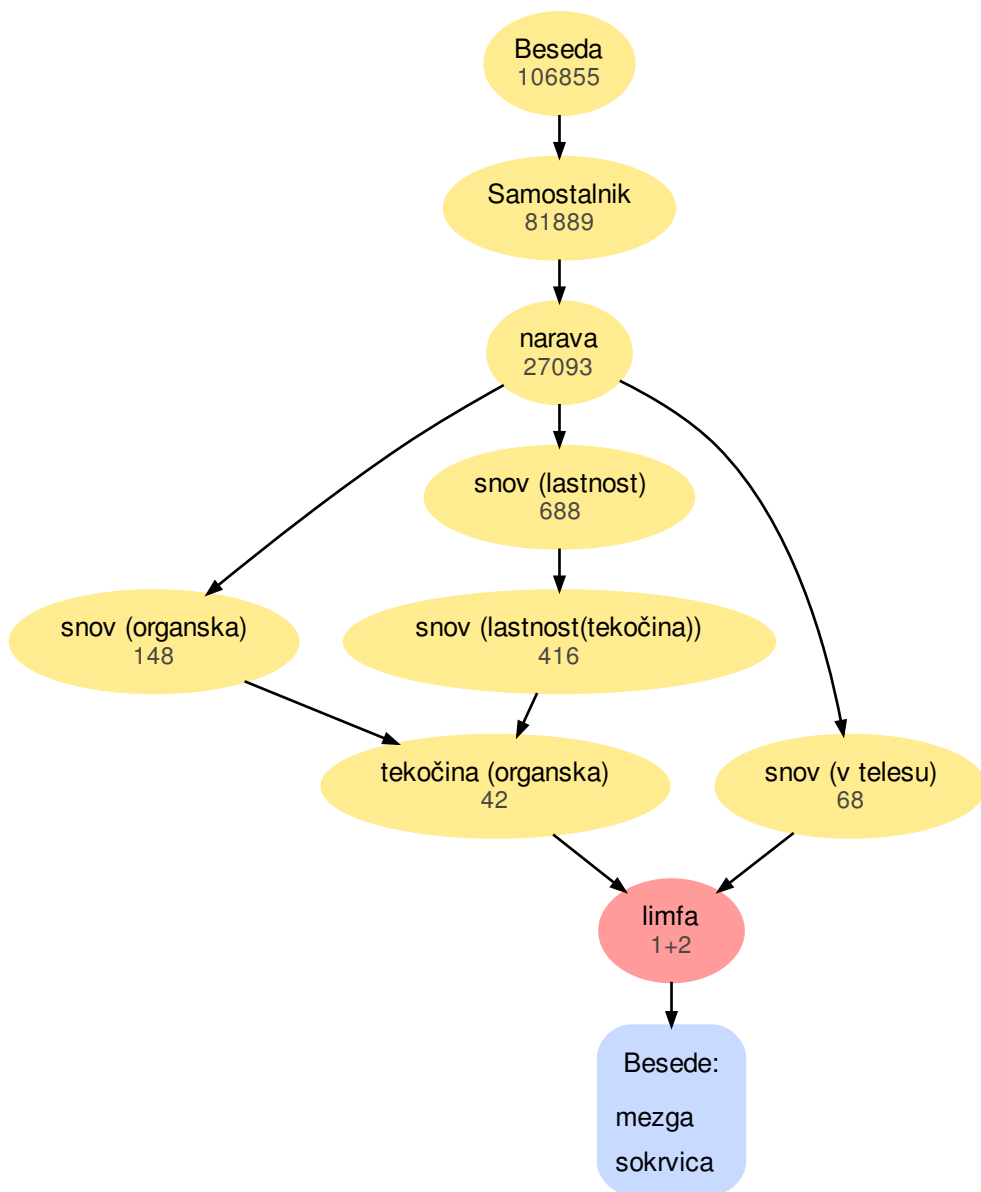 Beseda
106855
Samostalnik
81889
narava
27093
snov (lastnost)
688
snov (organska)
148
snov (lastnost(tekočina))
416
tekočina (organska)
42
snov (v telesu)
68
limfa
1+2
Besede:
mezga
sokrvica